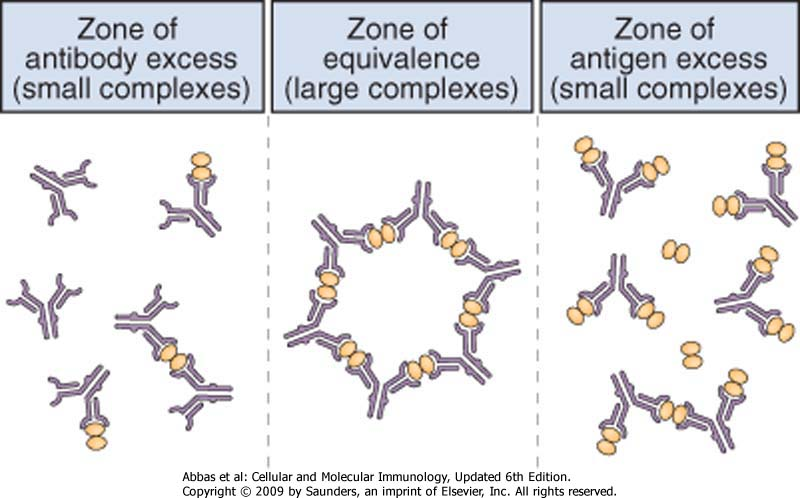 Zone of
antibody excess
(small complexes)
Zone of
equivalence
(large complexes)
Zone of
antigen excess
(small complexes)
Abbas et al: Cellular and Molecular Immunology, Updated 6th Edition.
Copyright © 2009 by Saunders, an imprint of Elsevier, Inc. All rights reserved.